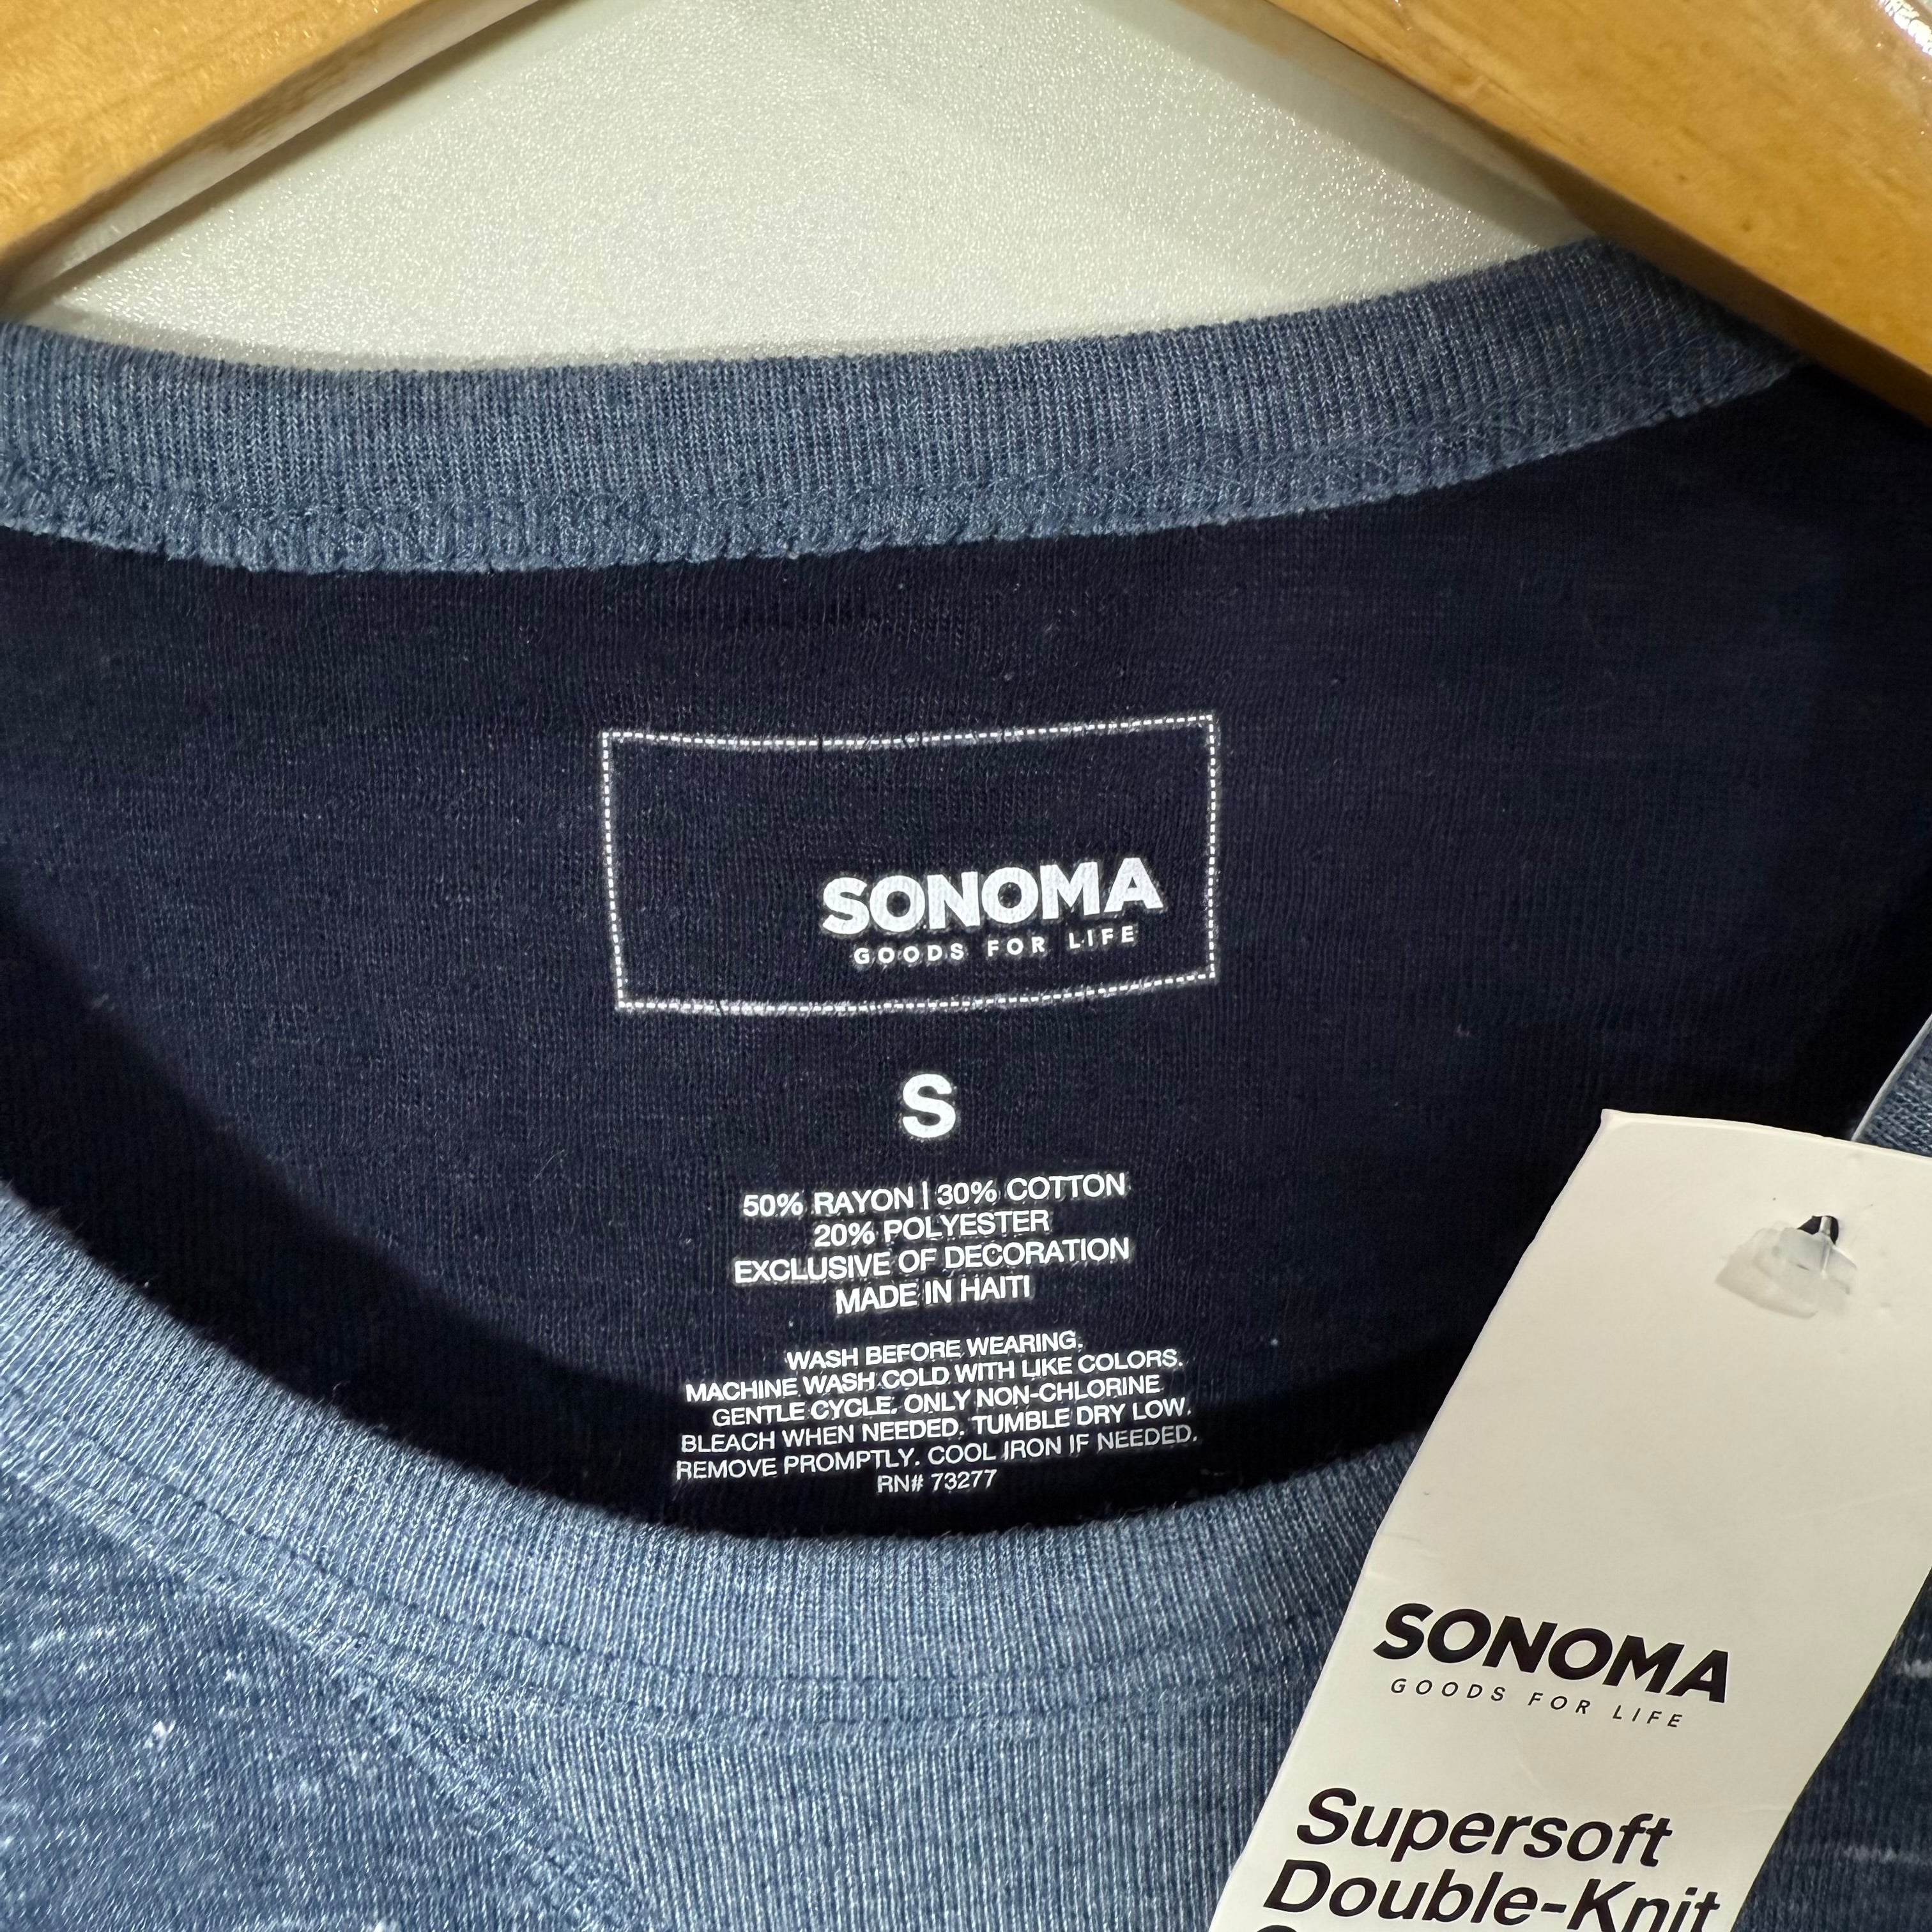 SONOMA
GOODS FOR LIFE
S
50% RAYON | 30% COTTON
20% POLYESTER
EXCLUSIVE OF DECORATION
MADE IN HAITI
WASH BEFORE WEARING.
MACHINE WASH COLD WITH LIKE COLORS.
GENTLE CYCLE. ONLY NON-CHLORINE
BLEACH WHEN NEEDED. TUMBLE DRY LOW.
REMOVE PROMPTLY. COOL IRON IF NEEDED.
RN# 73277
SONOMA
GOODS FOR LIFE
Supersoft
Double-Knit